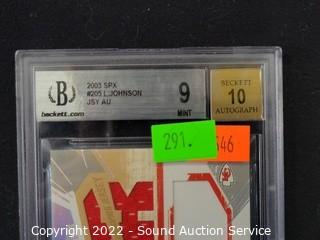 B
beckett.com
2003 SPX
#205 L.JOHNSON
JSY AU
9
MINT
BECKETT
10
AUTOGRAPH
291.
546
Copyright 2022 - Sound Auction Service